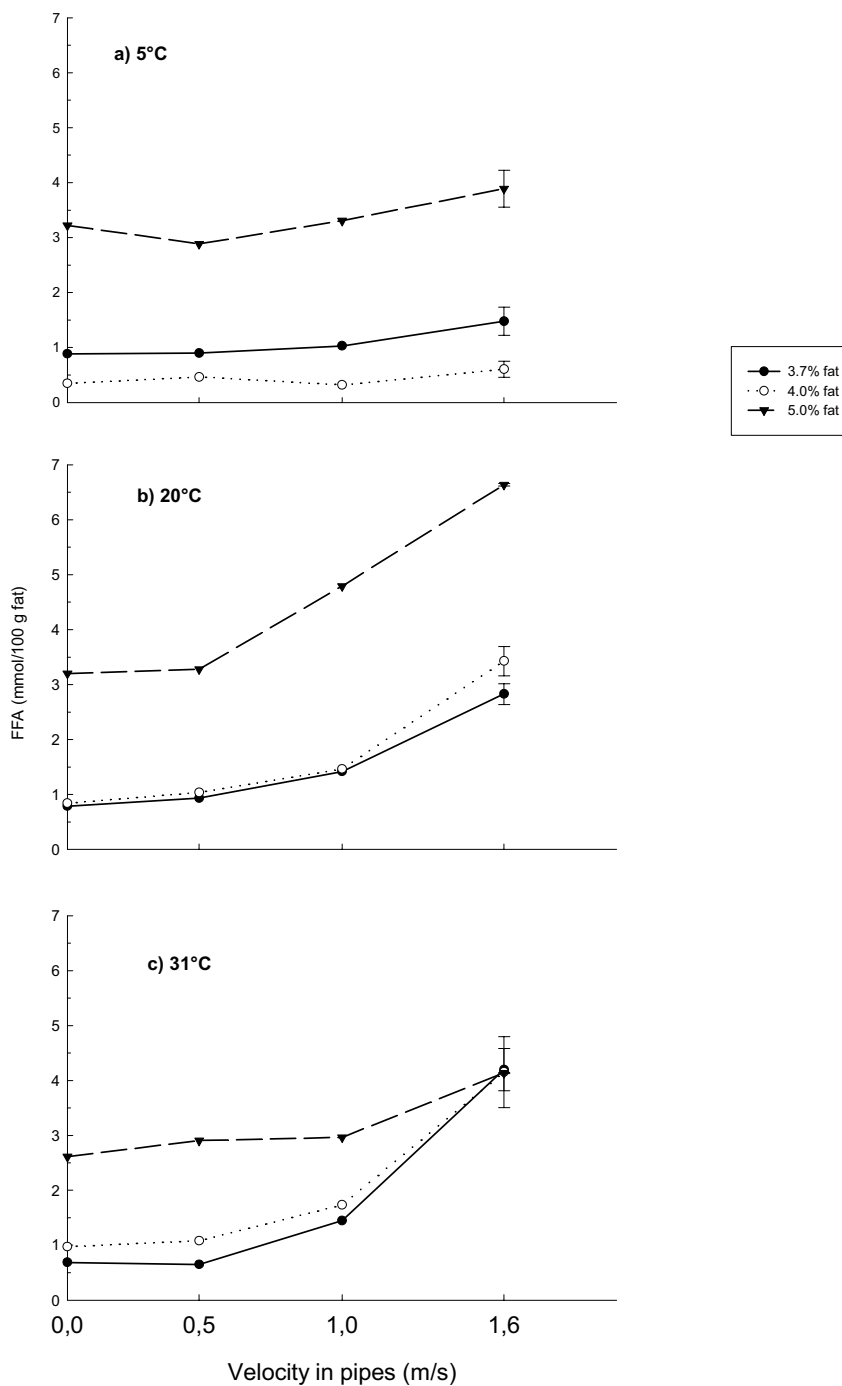 7
6
5
4
3
2
1
0
a) 5°C
3.7% fat
4.0% fat
5.0% fat
7
6
5
4
3
2
1
0
b) 20°C
FFA (mmol/100 g fat)
7
6
5
4
3
2
1
0
c) 31°C
0,0 0,5 1,0 1,6
Velocity in pipes (m/s)